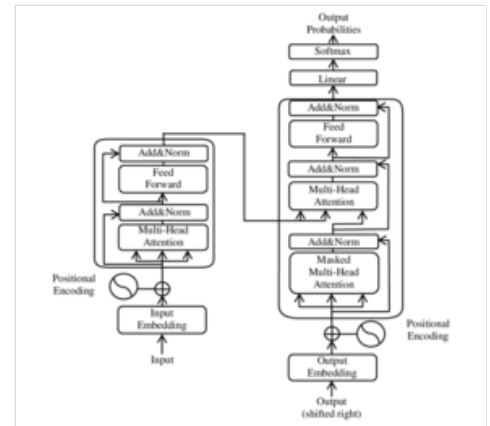 Output
Probabilities
Softmax
Linear
Add&Norm
Feed
Forward
Add&Norm
Multi-Head
Attention
Add&Norm
Masked
Multi-Head
Attention
Positional
Encoding
Output
Embedding
Output
(shifted right)
Add&Norm
Feed
Forward
Add&Norm
Multi-Head
Attention
Positional
Encoding
Input
Embedding
Input